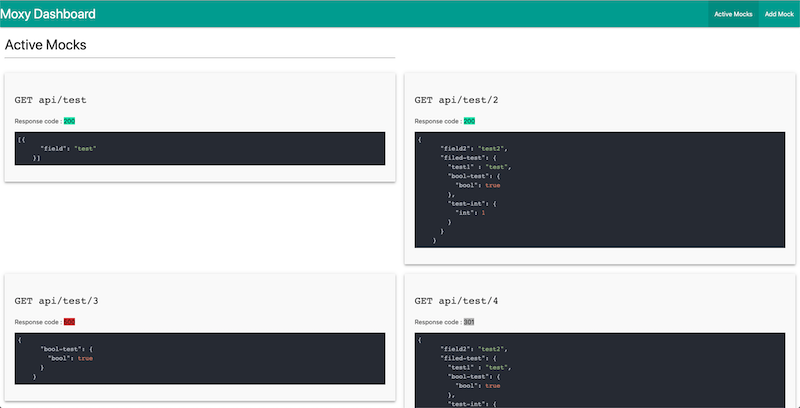 Moxy Dashboard
Active Mocks
Add Mock
Active Mocks
GET api/test
Response code : 200
[{
"field": "test"
}]
GET api/test/2
Response code : 200
{
"field2": "test2",
"filed-test": {
"test1" : "test",
"bool-test": {
"bool": true
},
"test-int": {
"int": 1
}
}
}
GET api/test/3
Response code :
{
"bool-test": {
"bool": true
}
}
GET api/test/4
Response code : 301
{
"field2": "test2",
"filed-test": {
"test1" : "test",
"bool-test": {
"bool": true
},
"test-int": {